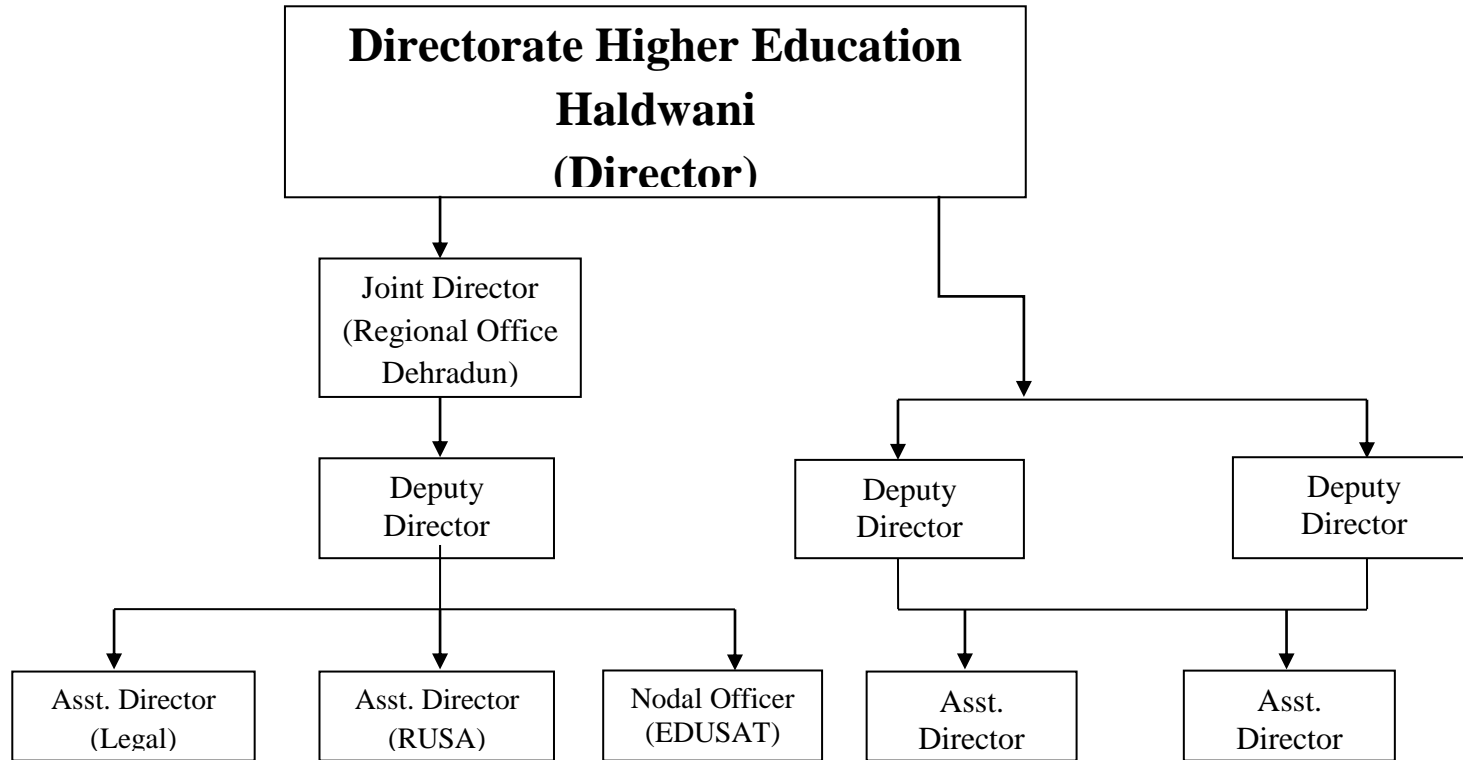 Directorate Higher Education
Haldwani
(Director)
Joint Director
(Regional Office
Dehradun)
Deputy
Director
Deputy
Director
Deputy
Director
Asst. Director
(Legal)
Asst. Director
(RUSA)
Nodal Officer
(EDUSAT)
Asst.
Director
Asst.
Director